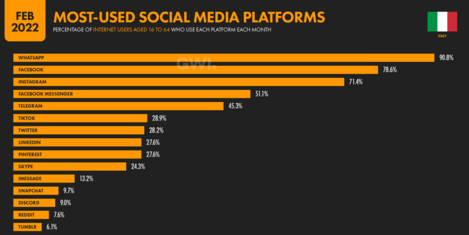 FEB
2022
MOST-USED SOCIAL MEDIA PLATFORMS
PERCENTAGE OF INTERNET USERS AGED 16 TO 64 WHO USE EACH PLATFORM EACH MONTH
ITALY
GWI.
WHATSAPP 90.8%
FACEBOOK 78.6%
INSTAGRAM 71.4%
FACEBOOK MESSENGER 51.1%
TELEGRAM 45.3%
TIKTOK 28.9%
TWITTER 28.2%
LINKEDIN 27.6%
PINTEREST 27.6%
SKYPE 24.3%
IMESSAGE 13.2%
SNAPCHAT 9.7%
DISCORD 9.0%
REDDIT 7.6%
TUMBLR 6.1%